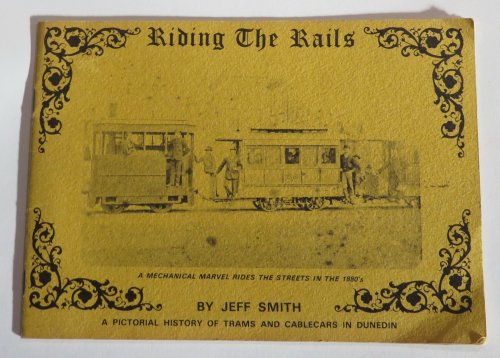 Riding The Rails
A MECHANICAL MARVEL RIDES THE STREETS IN THE 1880's
BY JEFF SMITH
A PICTORIAL HISTORY OF TRAMS AND CABLECARS IN DUNEDIN